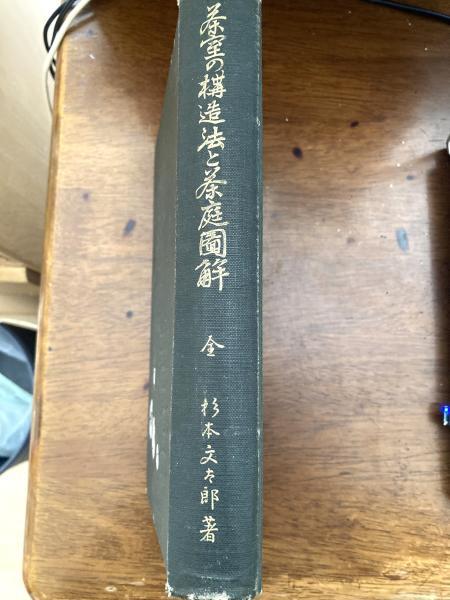 茶室の構造法と茶庭圖解
全
杉本文太郎著